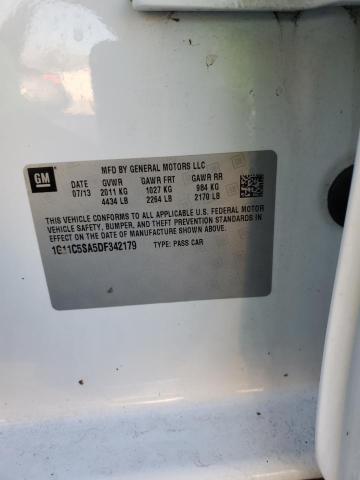 GM
MFD BY GENERAL MOTORS LLC
DATE GVWR GAWR FRT GAWR RR
07/13 2011 KG 1027 KG 984 KG
4434 LB 2264 LB 2170 LB
THIS VEHICLE CONFORMS TO ALL APPLICABLE U.S. FEDERAL MOTOR
VEHICLE SAFETY, BUMPER, AND THEFT PREVENTION STANDARDS IN
EFFECT ON THE DATE OF MANUFACTURE SHOWN ABOVE.
1G11C5SA5DF342179 TYPE: PASS CAR